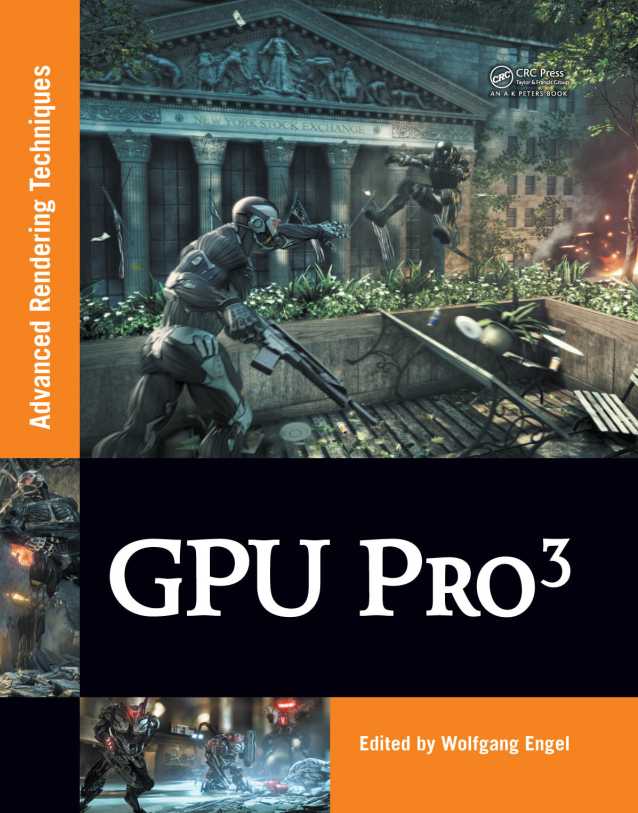 Advanced Rendering Techniques
CRC
CRC Press
Taylor & Francis Group
AN A K PETERS BOOK
NEW YORK STOCK EXCHANGE
GPU PRO3
Edited by Wolfgang Engel